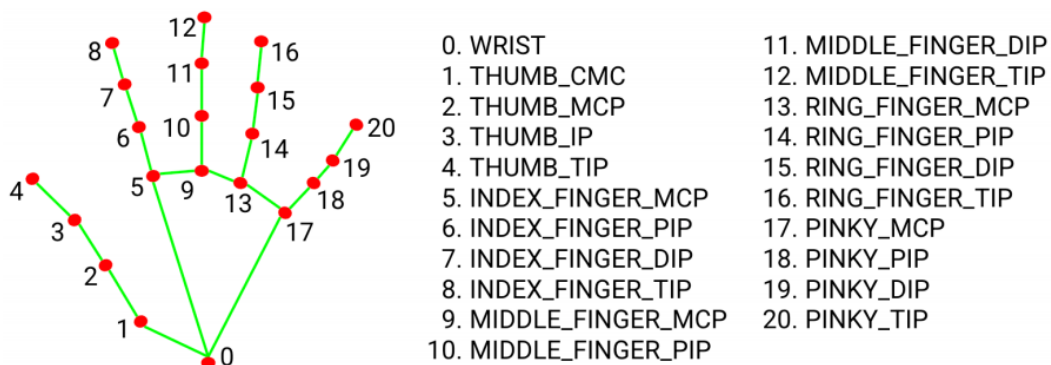 12
8
16
11
7
15
10
20
6
14
19
4
5
9
18
13
3
17
2
1
0
0. WRIST
1. THUMB_CMC
2. THUMB_MCP
3. THUMB_IP
4. THUMB_TIP
5. INDEX_FINGER_MCP
6. INDEX_FINGER_PIP
7. INDEX_FINGER_DIP
8. INDEX_FINGER_TIP
9. MIDDLE_FINGER_MCP
10. MIDDLE_FINGER_PIP
11. MIDDLE_FINGER_DIP
12. MIDDLE_FINGER_TIP
13. RING_FINGER_MCP
14. RING_FINGER_PIP
15. RING_FINGER_DIP
16. RING_FINGER_TIP
17. PINKY_MCP
18. PINKY_PIP
19. PINKY_DIP
20. PINKY_TIP